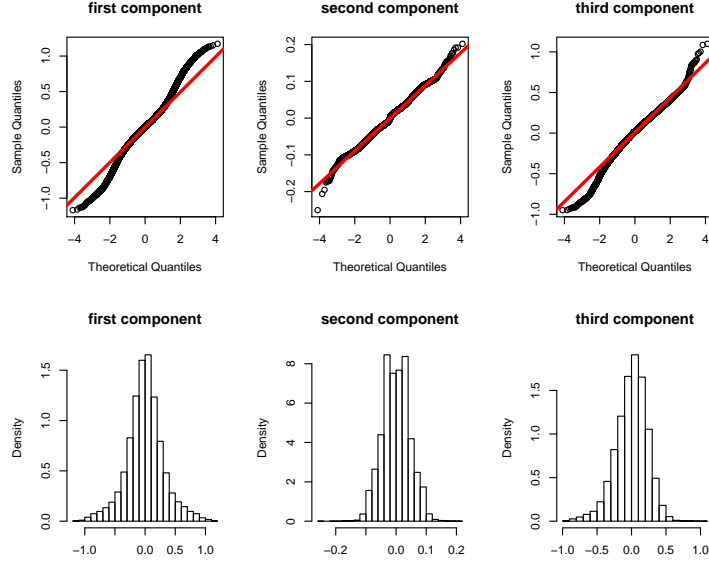 first component
second component
third component
Sample Quantiles
−1.0 −0.5 0.0 0.5 1.0
−4 −2 0 2 4
Theoretical Quantiles
Sample Quantiles
−0.2 −0.1 0.0 0.1 0.2
−4 −2 0 2 4
Theoretical Quantiles
Sample Quantiles
−1.0 −0.5 0.0 0.5 1.0
−4 −2 0 2 4
Theoretical Quantiles
first component
second component
third component
Density
0.0 0.5 1.0 1.5
−1.0 0.0 0.5 1.0
Density
0 2 4 6 8
−0.2 0.0 0.1 0.2
Density
0.0 0.5 1.0 1.5
−1.0 −0.5 0.0 0.5 1.0